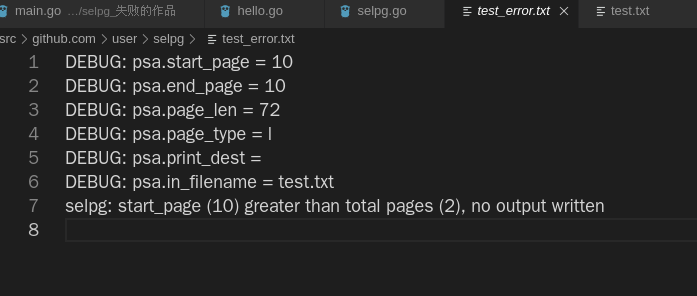 main.go .../selpg_失败的作品 hello.go selpg.go test_error.txt test.txt
src > github.com > user > selpg > test_error.txt
1 DEBUG: psa.start_page = 10
2 DEBUG: psa.end_page = 10
3 DEBUG: psa.page_len = 72
4 DEBUG: psa.page_type = l
5 DEBUG: psa.print_dest =
6 DEBUG: psa.in_filename = test.txt
7 selpg: start_page (10) greater than total pages (2), no output written
8